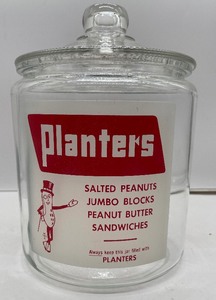 Planters
SALTED PEANUTS
JUMBO BLOCKS
PEANUT BUTTER
SANDWICHES
Always keep this jar filled with
PLANTERS